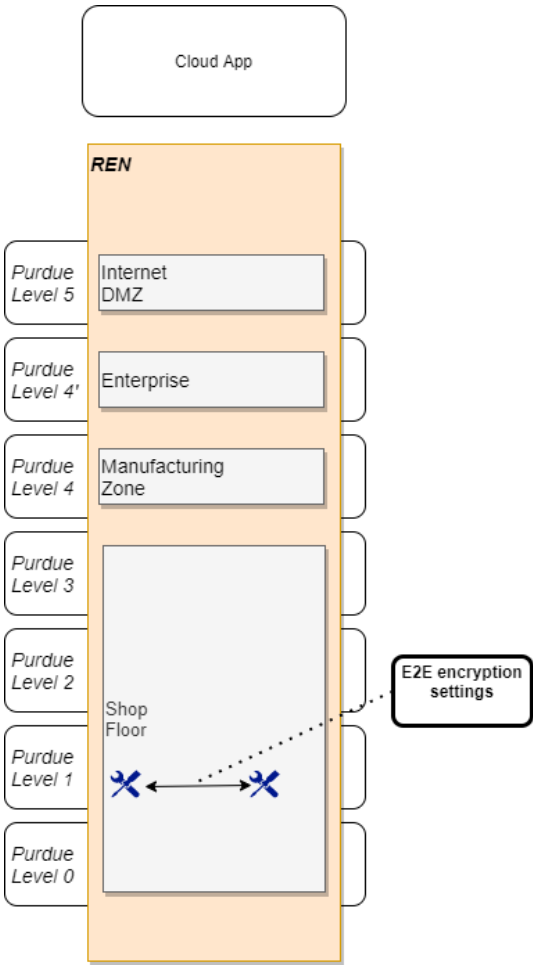 Cloud App
REN
Purdue
Level 5
Internet
DMZ
Purdue
Level 4'
Enterprise
Purdue
Level 4
Manufacturing
Zone
Purdue
Level 3
Purdue
Level 2
E2E encryption
settings
Shop
Floor
Purdue
Level 1
Purdue
Level 0